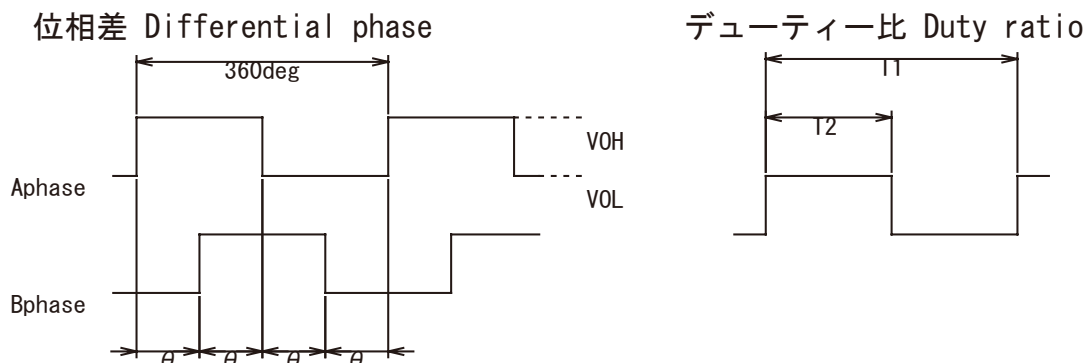 位相差 Differential phase
デューティー比 Duty ratio
360deg
T1
T2
VOH
Aphase
VOL
Bphase
θ θ θ θ